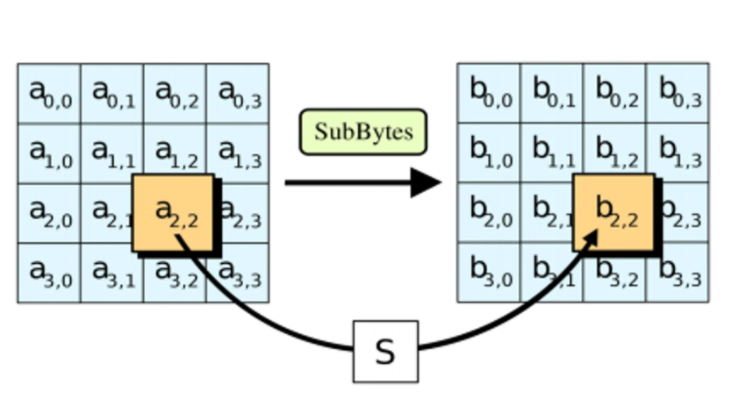 a0,0 a0,1 a0,2 a0,3
b0,0 b0,1 b0,2 b0,3
SubBytes
a1,0 a1,1 a1,2 a1,3
b1,0 b1,1 b1,2 b1,3
a2,0 a2,1 a2,2 a2,3
b2,0 b2,1 b2,2 b2,3
a3,0 a3,1 a3,2 a3,3
b3,0 b3,1 b3,2 b3,3
S